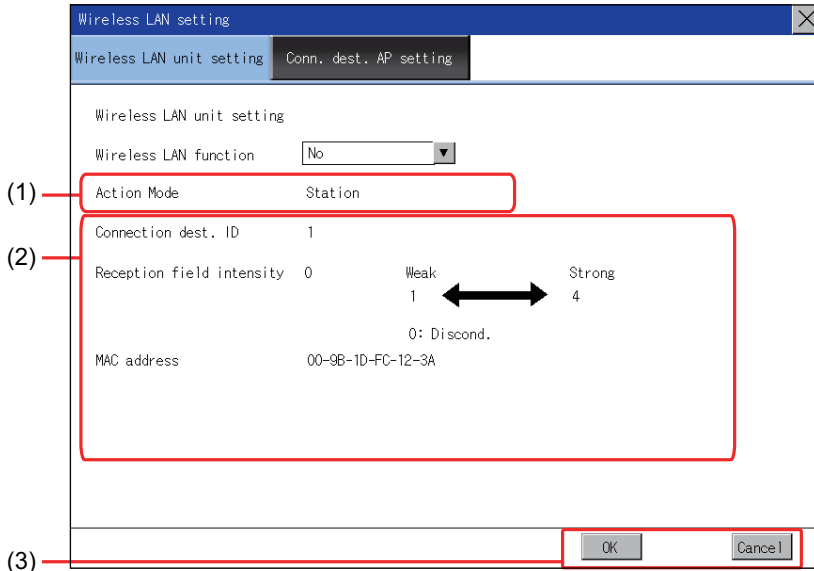 Wireless LAN setting
Wireless LAN unit setting Conn. dest. AP setting
Wireless LAN unit setting
Wireless LAN function No
(1) Action Mode Station
Connection dest. ID 1
(2)
Reception field intensity 0 Weak Strong
1 4
0: Discond.
MAC address 00-9B-1D-FC-12-3A
OK Cancel
(3)